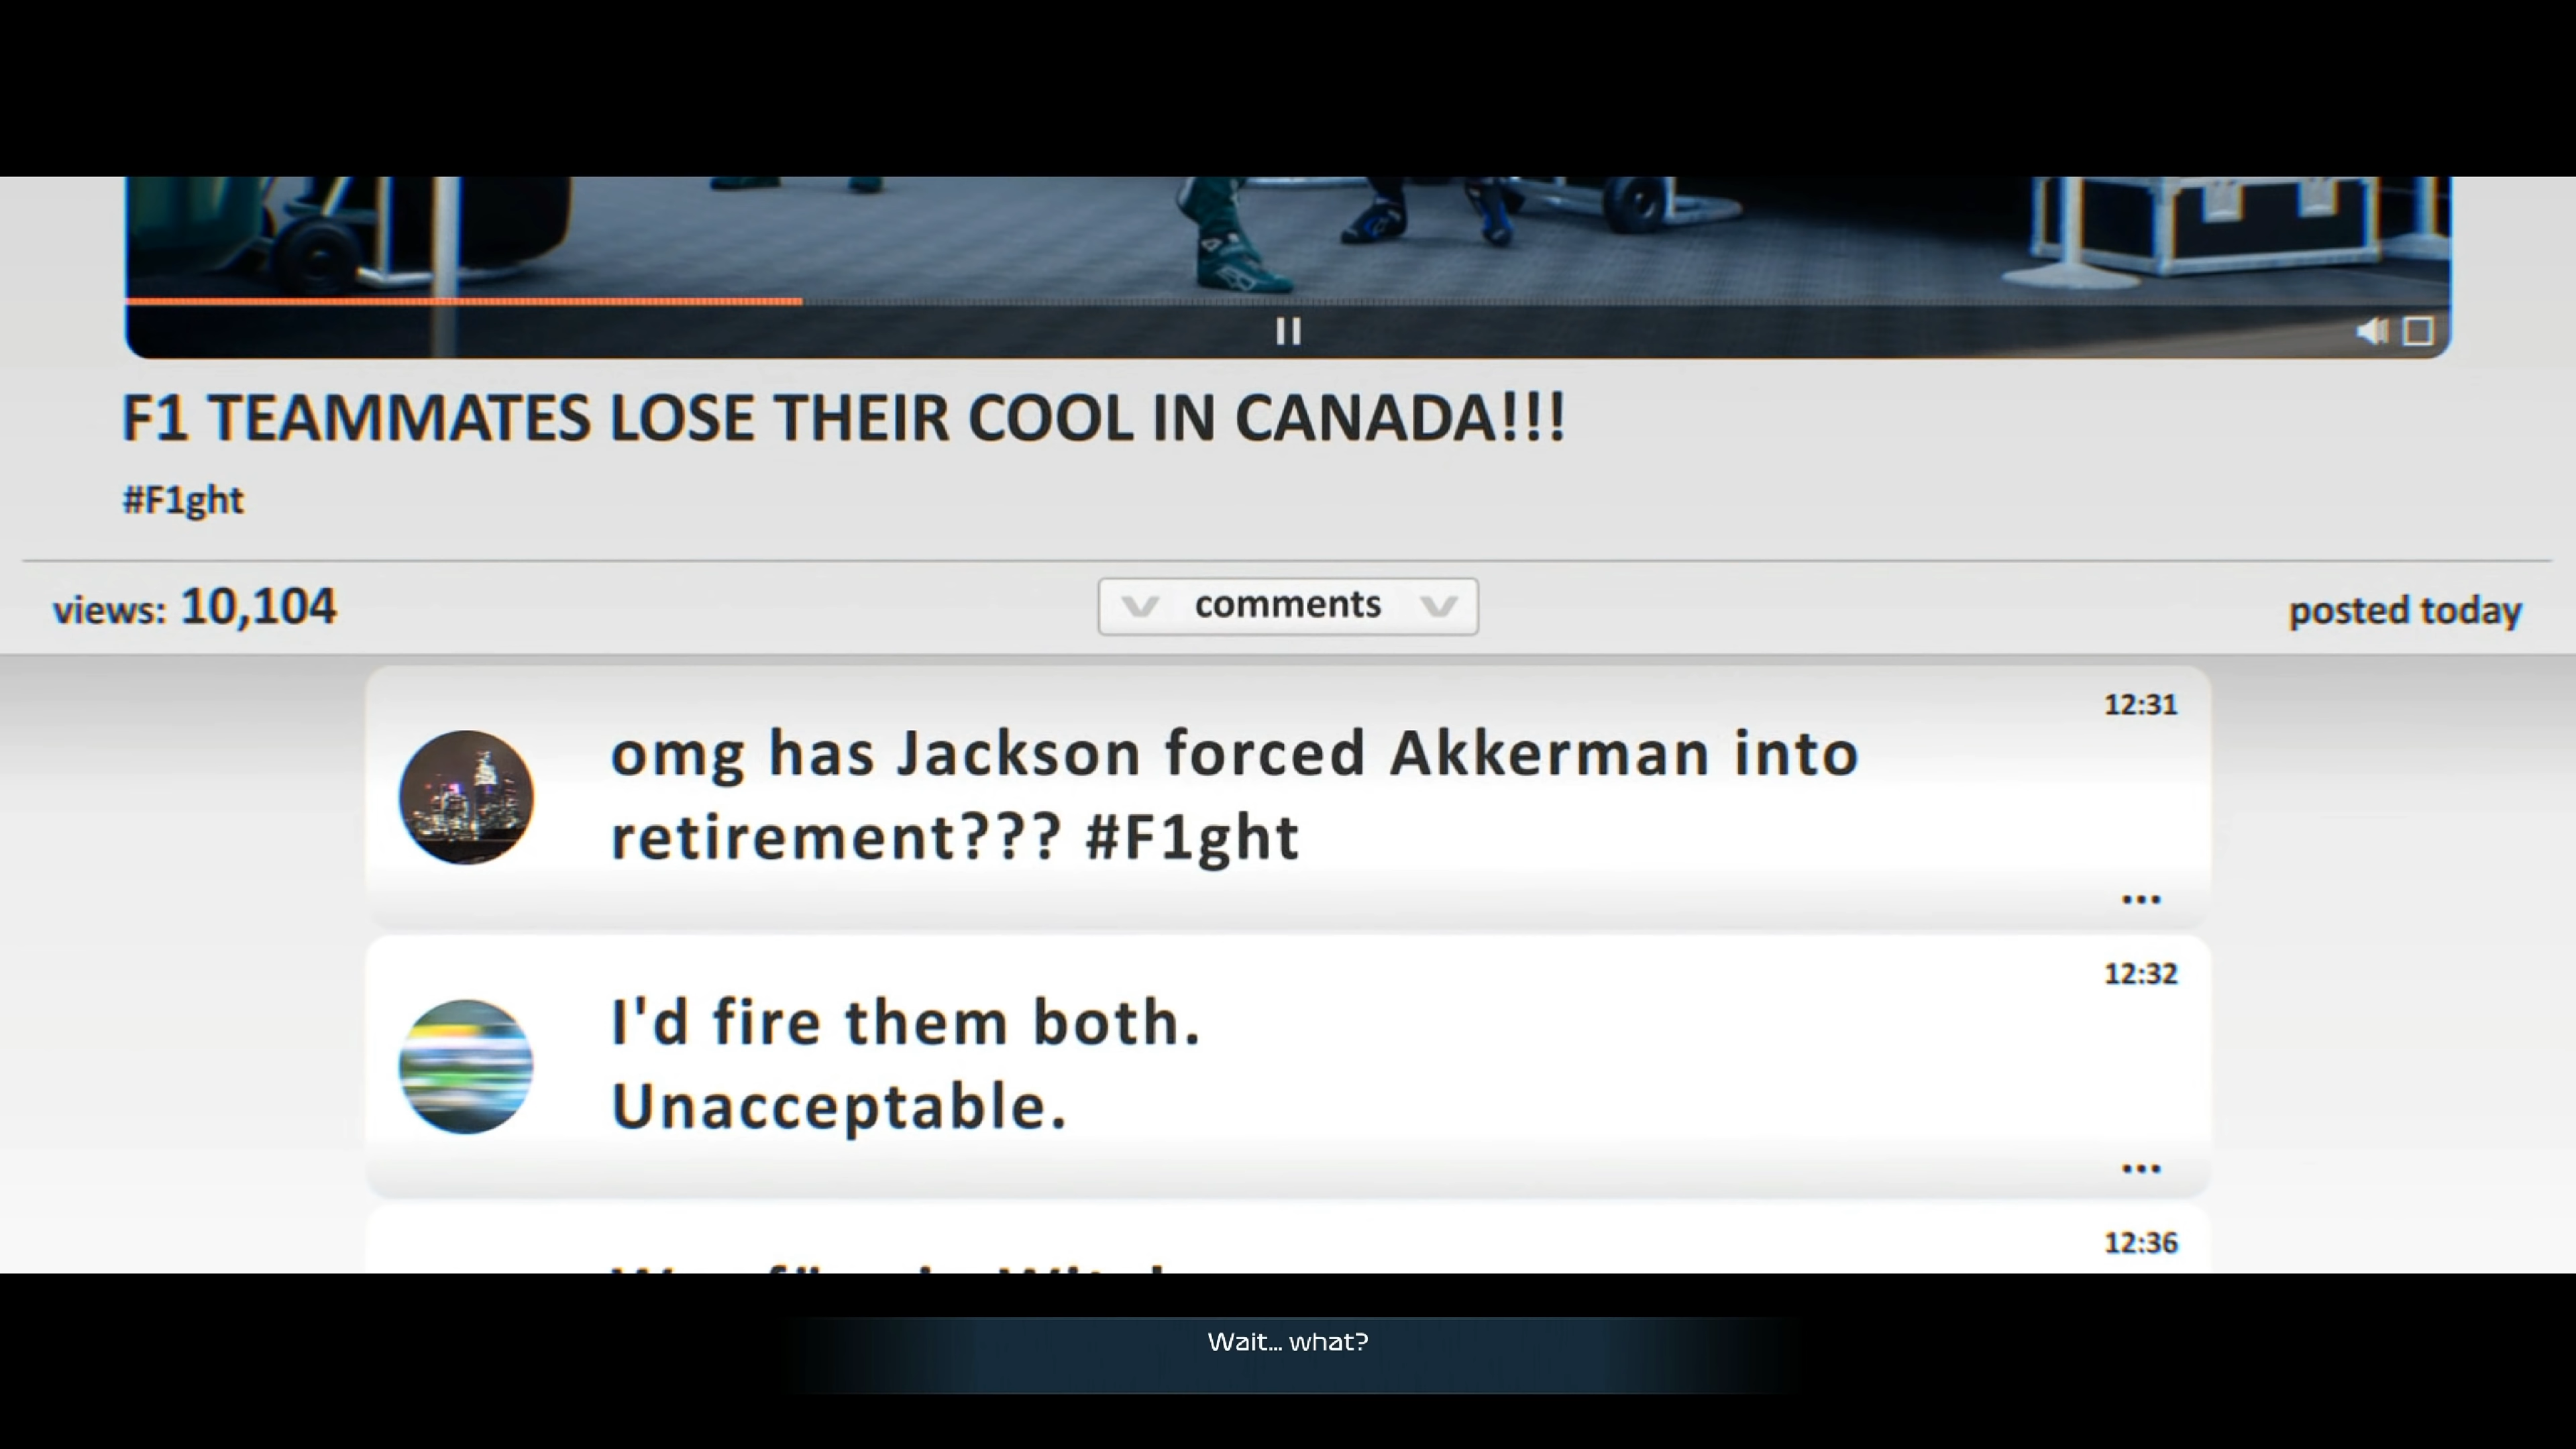 F1 TEAMMATES LOSE THEIR COOL IN CANADA!!!
#F1ght
views: 10,104
comments
posted today
12:31
omg has Jackson forced Akkerman into
retirement??? #F1ght
...
12:32
I'd fire them both.
Unacceptable.
...
12:36
Wait... what?